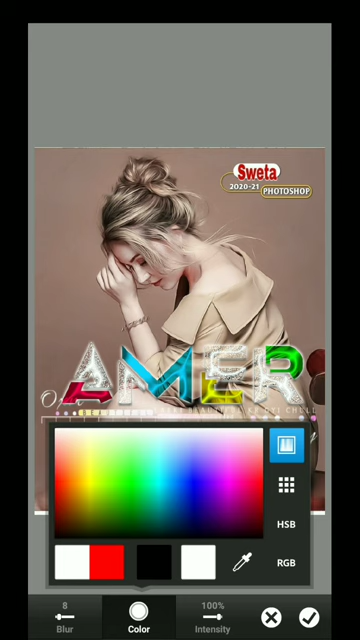 Sweta
2020-21
PHOTOSHOP
AMER
HSB
RGB
8
100%
Blur
Color
Intensity